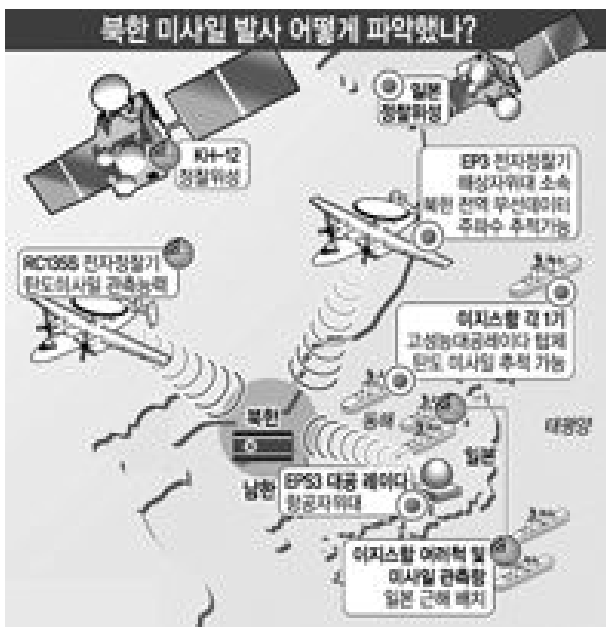 북한 미사일 발사 어떻게 파악했나?
일본
정찰위성
KH-12
정찰위성
EP3 전자정찰기
해상자위대 소속
북한 전역 무선데이터
주파수 추적가능
RC135S 전자정찰기
탄도미사일 관측능력
이지스함 각 1기
고성능대공레이다 탑재
탄도 미사일 추적 가능
북한
동해
태평양
일본
남한
EPS3 대공 레이다
항공자위대
이지스함 여러척 및
미사일 관측함
일본 근해 배치